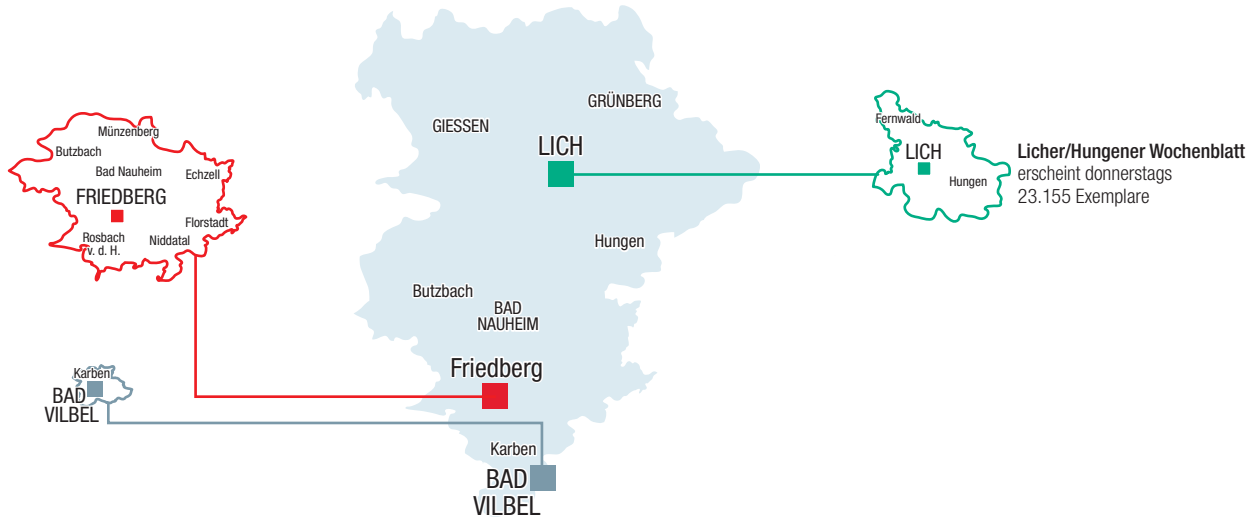 Münzenberg
Butzbach
Bad Nauheim
Echzell
FRIEDBERG
Florstadt
Rosbach
v. d. H.
Niddatal
Karben
BAD
VILBEL
GRÜNBERG
GIESSEN
LICH
Hungen
Butzbach
BAD
NAUHEIM
Friedberg
Karben
BAD
VILBEL
Fernwald
LICH
Hungen
Licher/Hungener Wochenblatt
erscheint donnerstags
23.155 Exemplare